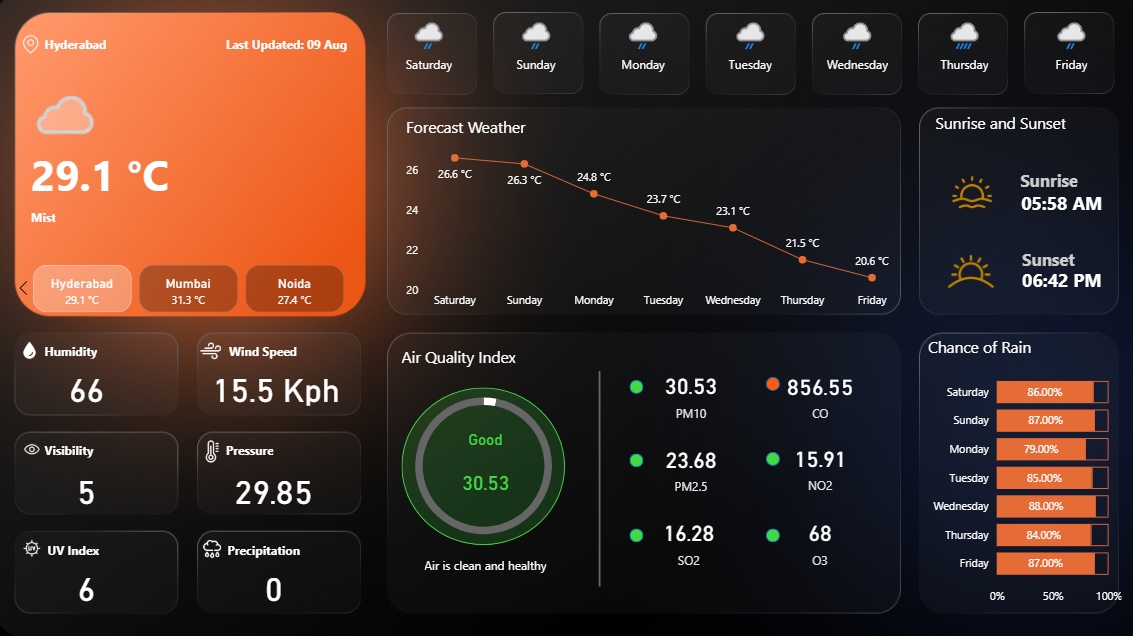 Hyderabad
Last Updated: 09 Aug
29.1 °C
Mist
Hyderabad
29.1 °C
Mumbai
31.3 °C
Noida
27.4 °C
Saturday
Sunday
Monday
Tuesday
Wednesday
Thursday
Friday
Forecast Weather
26
24
22
20
26.6 °C
26.3 °C
24.8 °C
23.7 °C
23.1 °C
21.5 °C
20.6 °C
Saturday
Sunday
Monday
Tuesday
Wednesday
Thursday
Friday
Sunrise and Sunset
Sunrise
05:58 AM
Sunset
06:42 PM
Humidity
66
Wind Speed
15.5 Kph
Visibility
5
Pressure
29.85
UV
UV Index
6
Precipitation
0
Air Quality Index
Good
30.53
Air is clean and healthy
30.53
PM10
856.55
CO
23.68
PM2.5
15.91
NO2
16.28
SO2
68
O3
Chance of Rain
Saturday 86.00%
Sunday 87.00%
Monday 79.00%
Tuesday 85.00%
Wednesday 88.00%
Thursday 84.00%
Friday 87.00%
0% 50% 100%